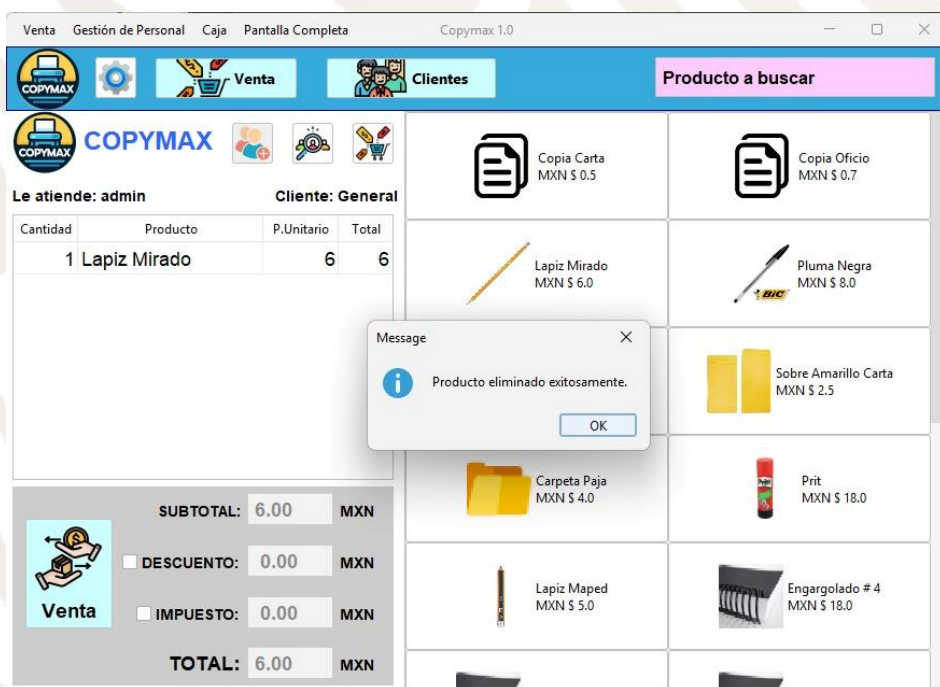 Venta Gestión de Personal Caja Pantalla Completa Copymax 1.0
COPYMAX Venta Clientes Producto a buscar
COPYMAX COPYMAX
Le atiende: admin Cliente: General
Cantidad Producto P.Unitario Total
1 Lapiz Mirado 6 6
SUBTOTAL: 6.00 MXN
DESCUENTO: 0.00 MXN
Venta IMPUESTO: 0.00 MXN
TOTAL: 6.00 MXN
Copia Carta
MXN $ 0.5
Copia Oficio
MXN $ 0.7
Lapiz Mirado
MXN $ 6.0
BIC
Pluma Negra
MXN $ 8.0
Sobre Amarillo Carta
MXN $ 2.5
Carpeta Paja
MXN $ 4.0
Prit
MXN $ 18.0
Lapiz Maped
MXN $ 5.0
Engargolado # 4
MXN $ 18.0
Message
Producto eliminado exitosamente.
OK